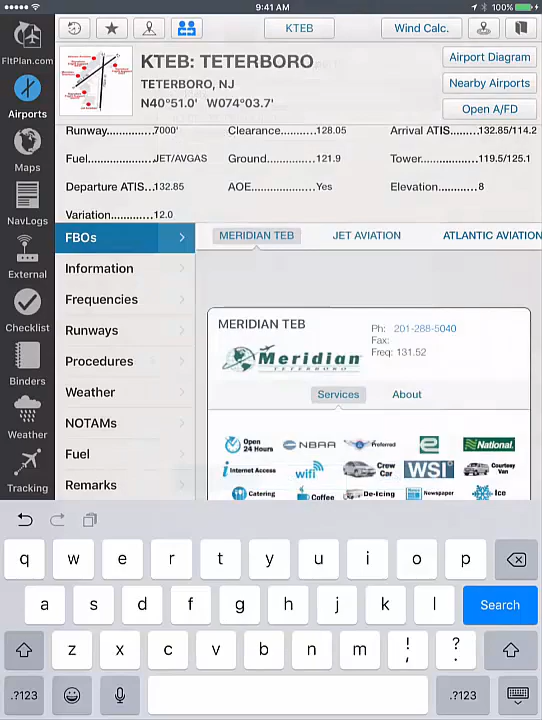 9:41 AM
100%
KTEB
Wind Calc.
FltPlan.com
Airports
Maps
NavLogs
External
Checklist
Binders
Weather
Tracking
KTEB: TETERBORO
TETERBORO, NJ
N40°51.0' W074°03.7'
Airport Diagram
Nearby Airports
Open A/FD
Runway..............7000' Clearance...........128.05 Arrival ATIS.........132.85/114.2
Fuel....................JET/AVGAS Ground...............121.9 Tower..................119.5/125.1
Departure ATIS...132.85 AOE.....................Yes Elevation.............8
Variation.............12.0
FBOs
Information
Frequencies
Runways
Procedures
Weather
NOTAMs
Fuel
Remarks
MERIDIAN TEB JET AVIATION ATLANTIC AVIATION
MERIDIAN TEB
Meridian
TETERBORO
Ph: 201-288-5040
Fax:
Freq: 131.52
Services About
Open 24 Hours NBAA Preferred e National.
Internet Access wifi Crew Car WSI Courtesy Van
Catering Coffee De-Icing Newspaper Ice
q w e r t y u i o p
a s d f g h j k l Search
z x c v b n m ! , ? .
.?123 .?123